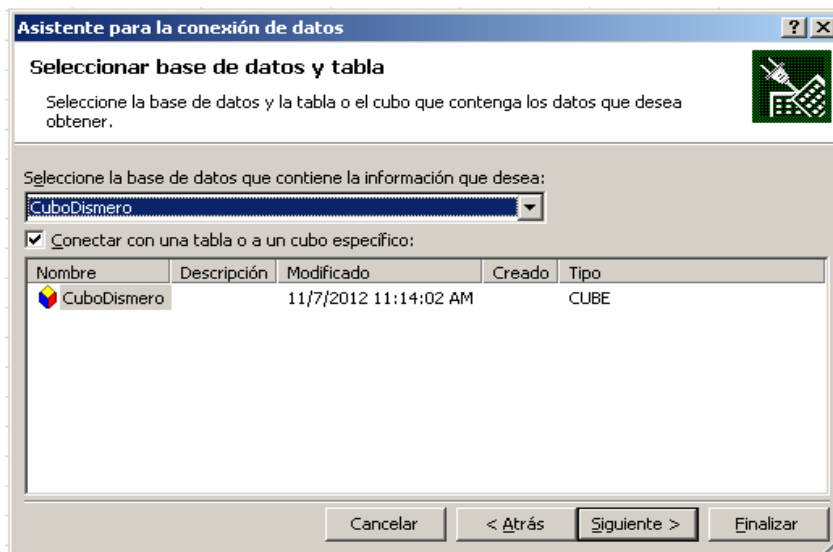 Asistente para la conexión de datos
Seleccionar base de datos y tabla
Seleccione la base de datos y la tabla o el cubo que contenga los datos que desea
obtener.
Seleccione la base de datos que contiene la información que desea:
CuboDismero
Conectar con una tabla o a un cubo específico:
Nombre Descripción Modificado Creado Tipo
CuboDismero 11/7/2012 11:14:02 AM CUBE
Cancelar < Atrás Siguiente > Finalizar